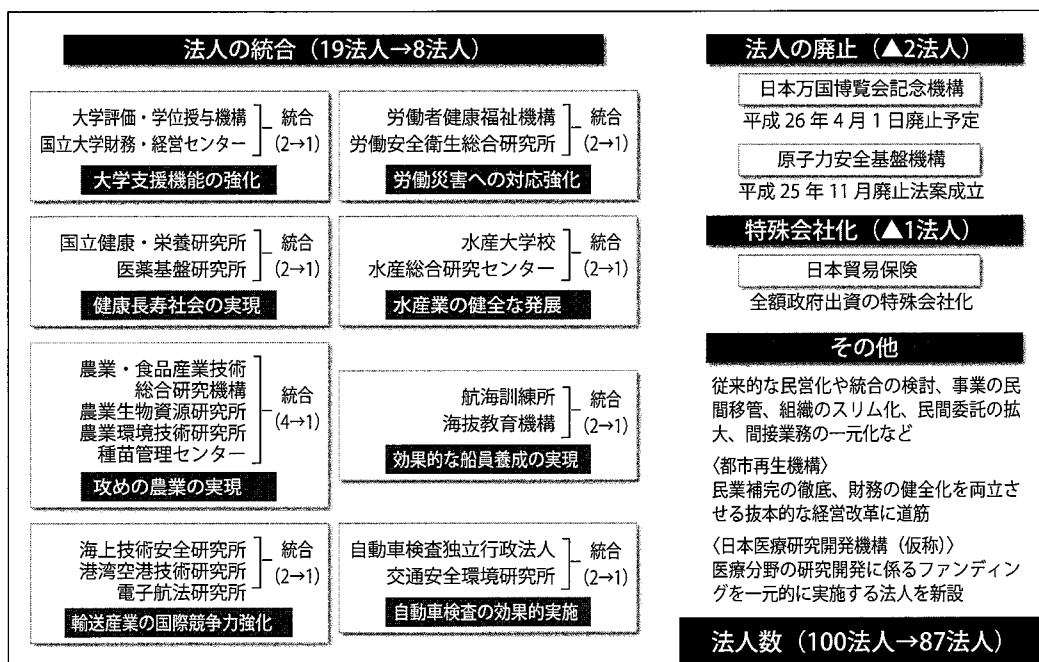 法人の統合（19法人→8法人）
大学評価・学位授与機構
国立大学財務・経営センター
統合
(2→1)
大学支援機能の強化
労働者健康福祉機構
労働安全衛生総合研究所
統合
(2→1)
労働災害への対応強化
国立健康・栄養研究所
医薬基盤研究所
統合
(2→1)
健康長寿社会の実現
水産大学校
水産総合研究センター
統合
(2→1)
水産業の健全な発展
農業・食品産業技術
総合研究機構
農業生物資源研究所
農業環境技術研究所
種苗管理センター
統合
(4→1)
攻めの農業の実現
航海訓練所
海抜教育機構
統合
(2→1)
効果的な船員養成の実現
海上技術安全研究所
港湾空港技術研究所
電子航法研究所
統合
(2→1)
輸送産業の国際競争力強化
自動車検査独立行政法人
交通安全環境研究所
統合
(2→1)
自動車検査の効果的実施
法人の廃止（▲2法人）
日本万国博覧会記念機構
平成26年4月1日廃止予定
原子力安全基盤機構
平成25年11月廃止法案成立
特殊会社化（▲1法人）
日本貿易保険
全額政府出資の特殊会社化
その他
従来的な民営化や統合の検討、事業の民
間移管、組織のスリム化、民間委託の拡
大、間接業務の一元化など
〈都市再生機構〉
民業補完の徹底、財務の健全化を両立さ
せる抜本的な経営改革に道筋
〈日本医療研究開発機構（仮称）〉
医療分野の研究開発に係るファンディン
グを一元的に実施する法人を新設
法人数（100法人→87法人）